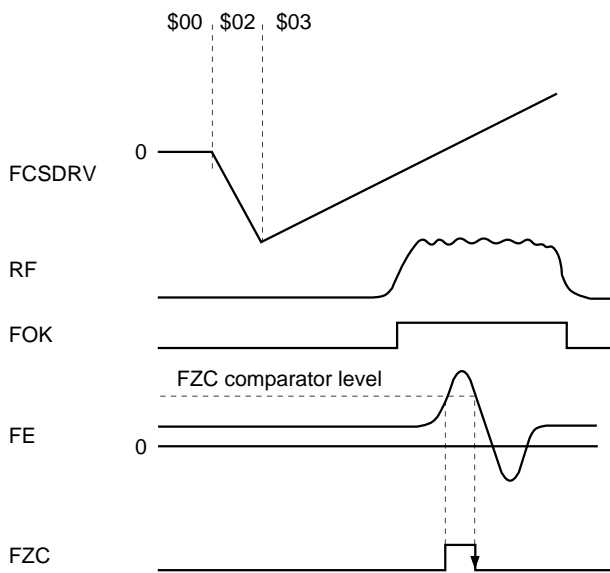 $00 $02 $03
0
FCSDRV
RF
FOK
FZC comparator level
FE
0
FZC